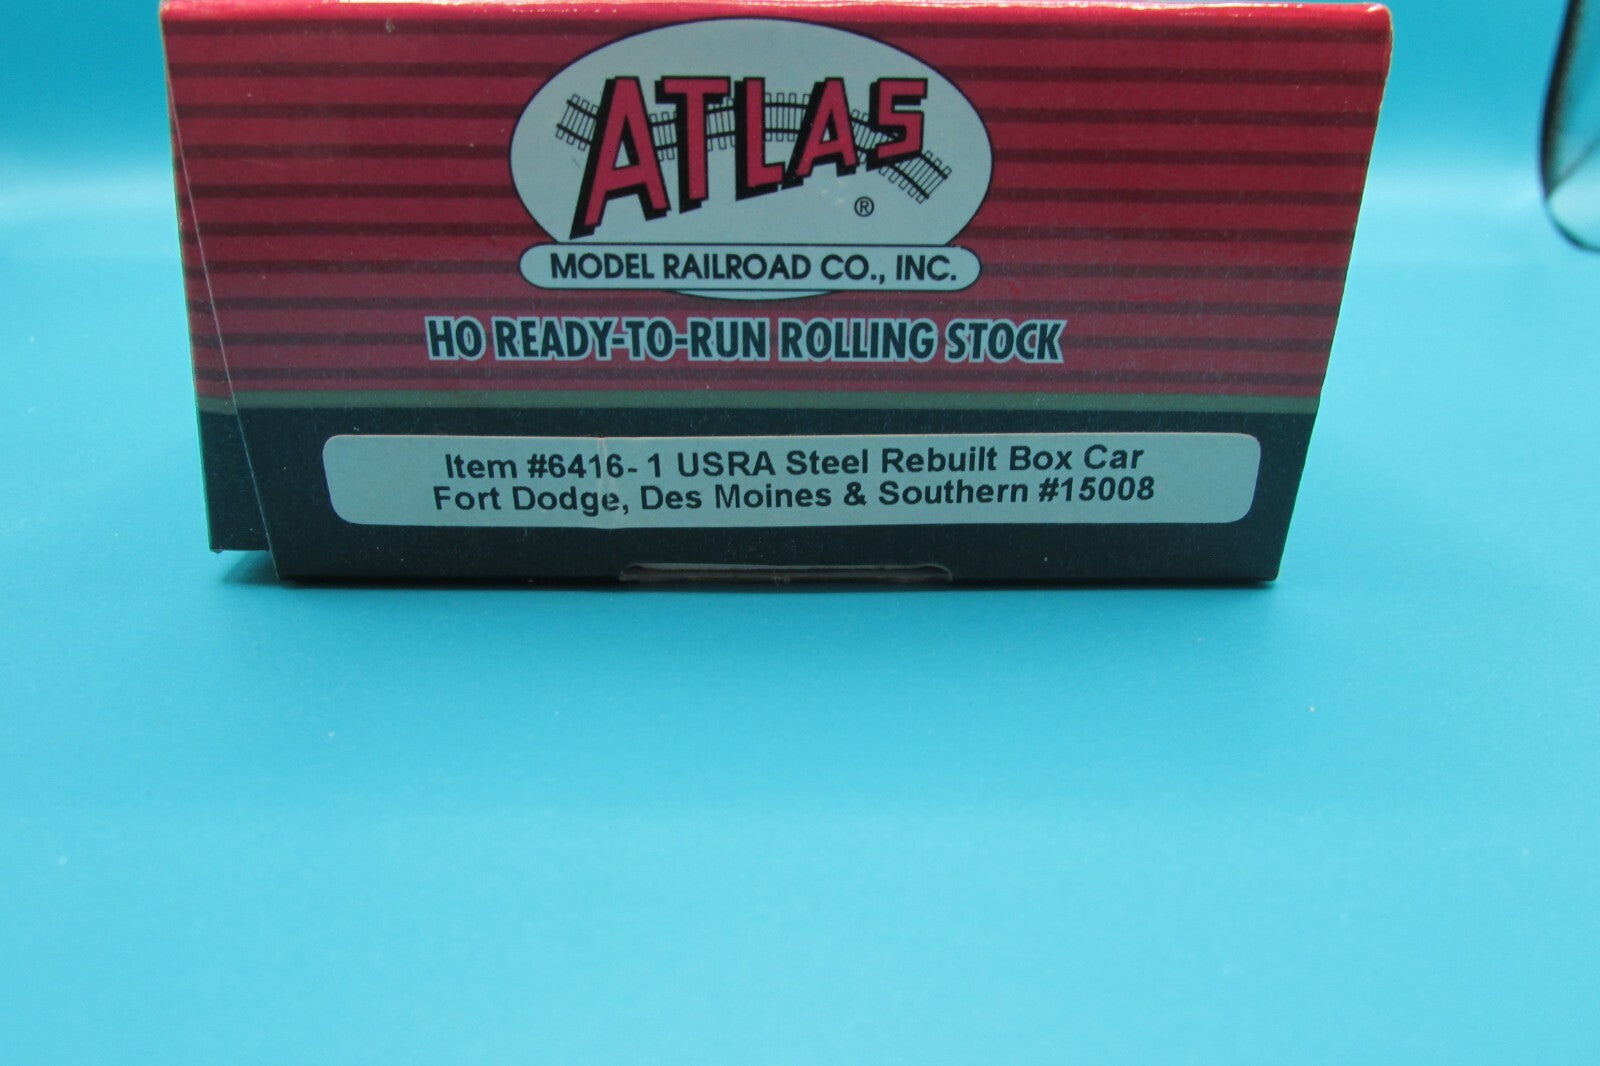 ATLAS
®
MODEL RAILROAD CO., INC.
HO READY-TO-RUN ROLLING STOCK
Item #6416-1 USRA Steel Rebuilt Box Car
Fort Dodge, Des Moines & Southern #15008